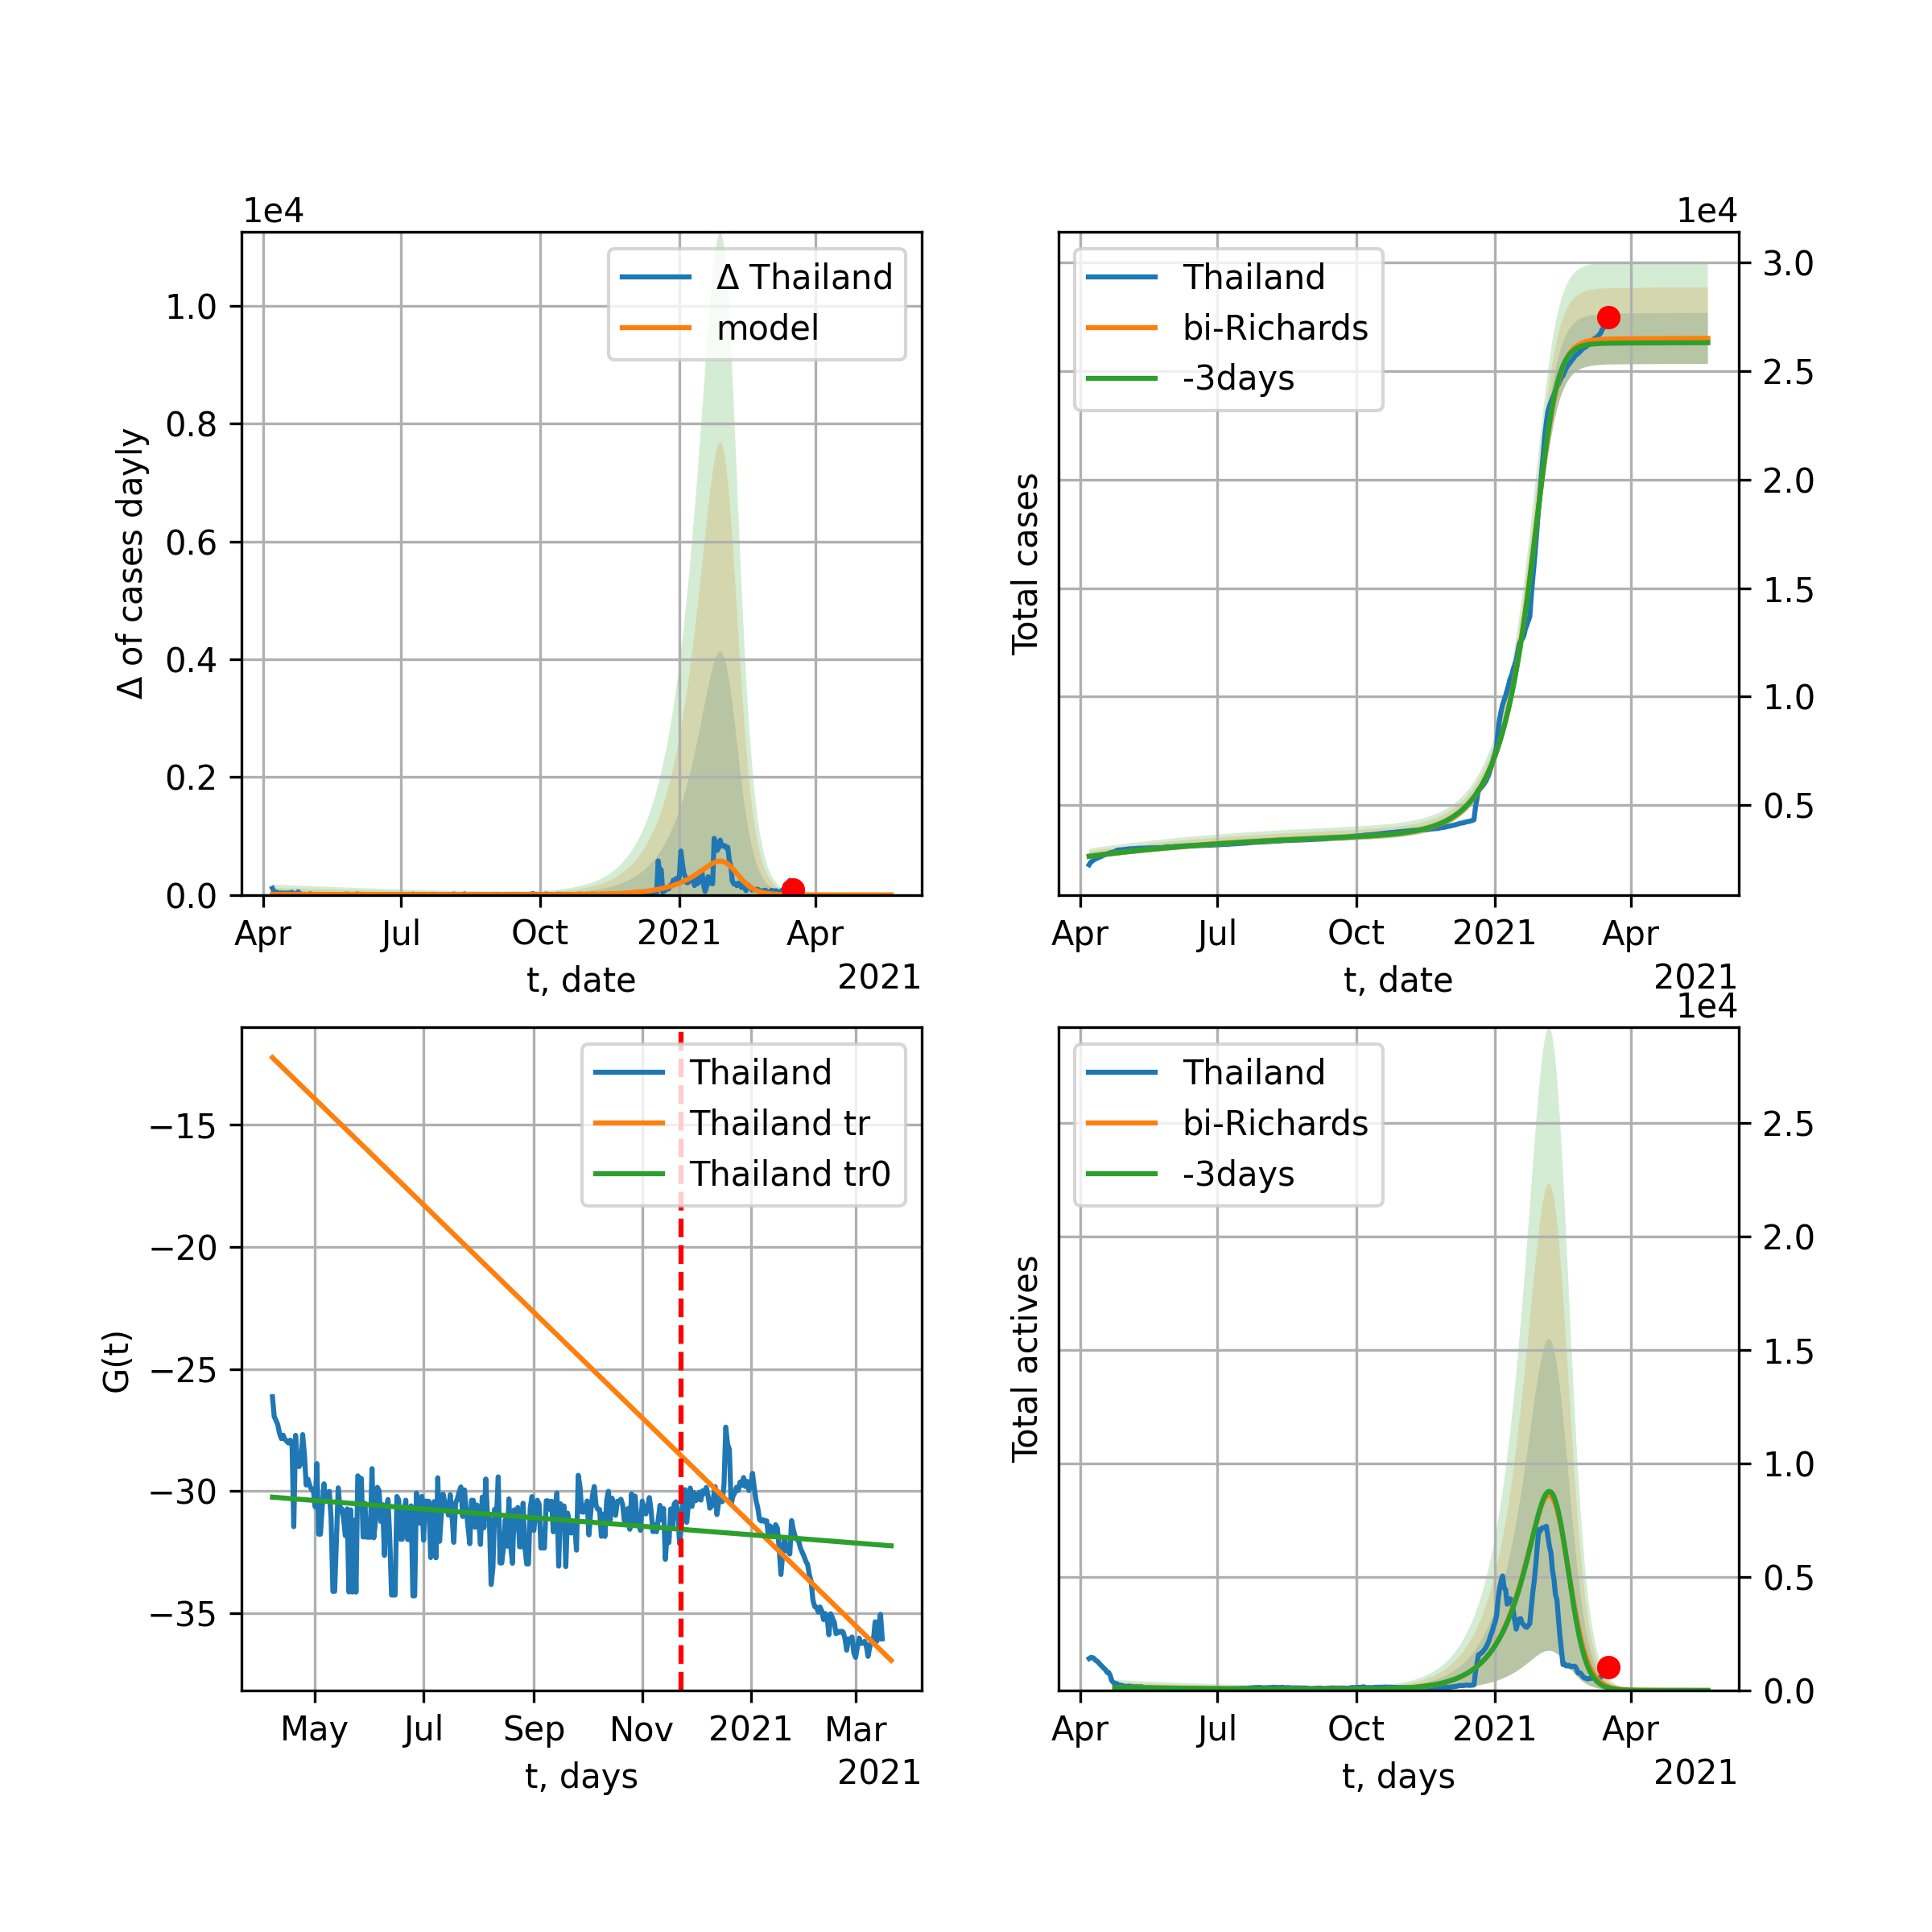 1e4
Δ of cases dayly
1.0
0.8
0.6
0.4
0.2
0.0
Δ Thailand
model
Apr Jul Oct 2021 Apr
t, date
2021
1e4
Total cases
Thailand
bi-Richards
-3days
3.0
2.5
2.0
1.5
1.0
0.5
Apr Jul Oct 2021 Apr
t, date
2021
G(t)
−15
−20
−25
−30
−35
Thailand
Thailand tr
Thailand tr0
May Jul Sep Nov 2021 Mar
t, days
2021
1e4
Total actives
Thailand
bi-Richards
-3days
2.5
2.0
1.5
1.0
0.5
0.0
Apr Jul Oct 2021 Apr
t, days
2021